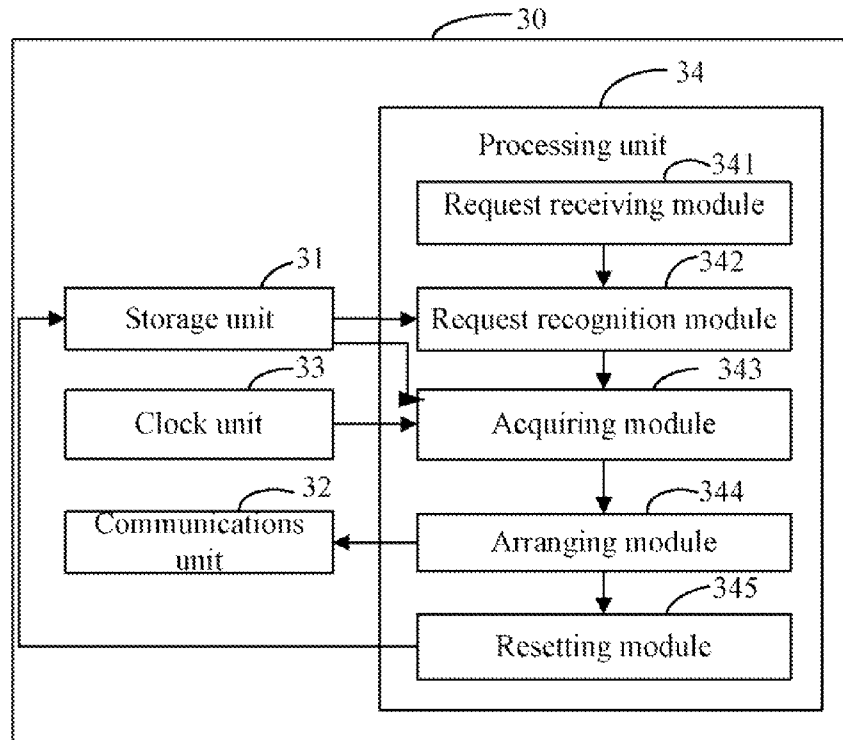 30
34
Processing unit
341
Request receiving module
31
342
Storage unit
Request recognition module
33
343
Clock unit
Acquiring module
32
344
Communications
unit
Arranging module
345
Resetting module